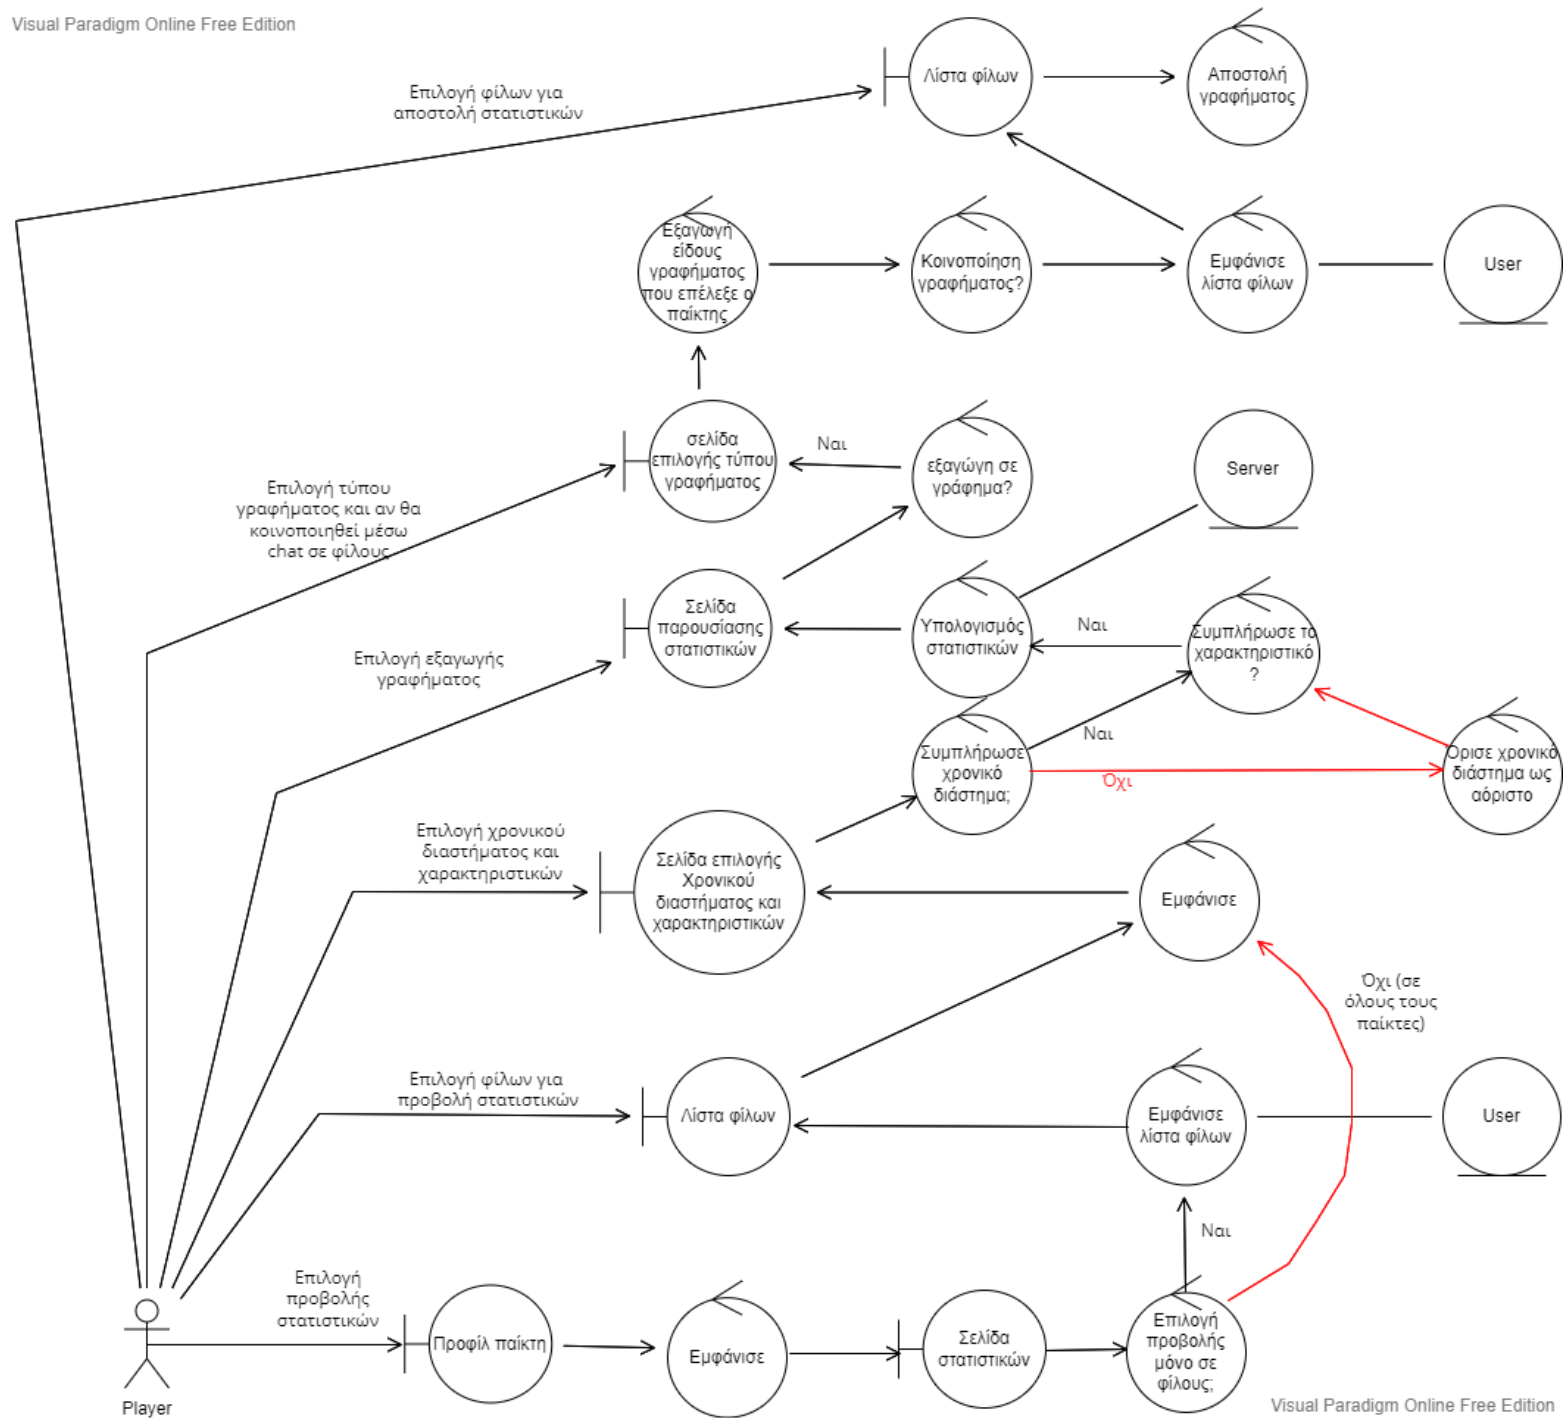 Visual Paradigm Online Free Edition
Λίστα φίλων
Αποστολή
γραφήματος
Επιλογή φίλων για
αποστολή στατιστικών
Εξαγωγή
είδους
γραφήματος
που επέλεξε ο
παίκτης
Κοινοποίηση
γραφήματος?
Εμφάνισε
λίστα φίλων
User
σελίδα
επιλογής τύπου
γραφήματος
Ναι
εξαγώγη σε
γράφημα?
Server
Επιλογή τύπου
γραφήματος και αν θα
κοινοποιηθεί μέσω
chat σε φίλους
Σελίδα
παρουσίασης
στατιστικών
Υπολογισμός
στατιστικών
Ναι
Συμπλήρωσε το
χαρακτηριστικό
?
Επιλογή εξαγωγής
γραφήματος
Συμπλήρωσε
χρονικό
διάστημα;
Ναι
Όχι
Όρισε χρονικό
διάστημα ως
αόριστο
Επιλογή χρονικού
διαστήματος και
χαρακτηριστικών
Σελίδα επιλογής
Χρονικού
διαστήματος και
χαρακτηριστικών
Εμφάνισε
Όχι (σε
όλους τους
παίκτες)
Επιλογή φίλων για
προβολή στατιστικών
Λίστα φίλων
Εμφάνισε
λίστα φίλων
User
Ναι
Επιλογή
προβολής
στατιστικών
Προφίλ παίκτη
Εμφάνισε
Σελίδα
στατιστικών
Επιλογή
προβολής
μόνο σε
φίλους;
Player
Visual Paradigm Online Free Edition